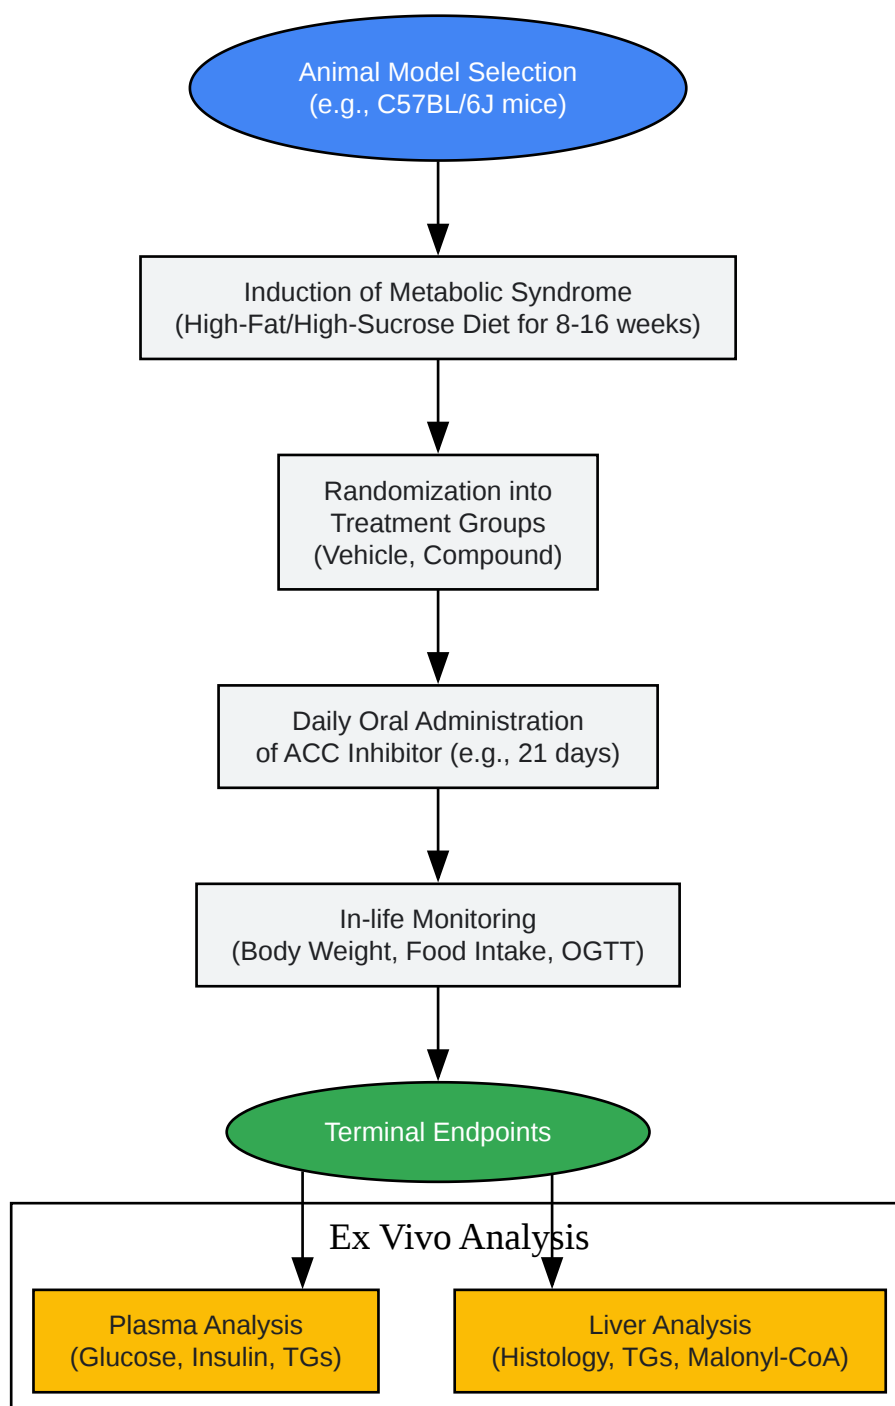 Animal Model Selection
(e.g., C57BL/6J mice)
Induction of Metabolic Syndrome
(High-Fat/High-Sucrose Diet for 8-16 weeks)
Randomization into
Treatment Groups
(Vehicle, Compound)
Daily Oral Administration
of ACC Inhibitor (e.g., 21 days)
In-life Monitoring
(Body Weight, Food Intake, OGTT)
Terminal Endpoints
Ex Vivo Analysis
Plasma Analysis
(Glucose, Insulin, TGs)
Liver Analysis
(Histology, TGs, Malonyl-CoA)